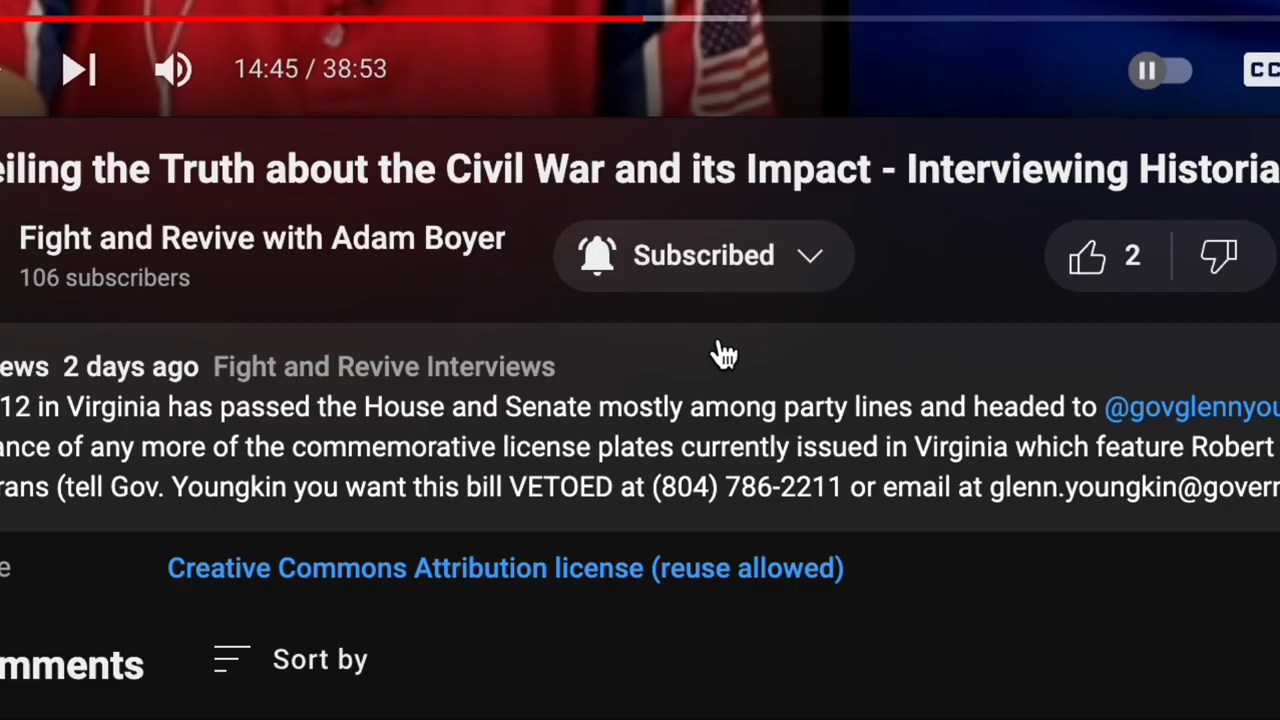 14:45 / 38:53
CC
eiling the Truth about the Civil War and its Impact - Interviewing Historia
Fight and Revive with Adam Boyer
106 subscribers
Subscribed
2
ews 2 days ago Fight and Revive Interviews
12 in Virginia has passed the House and Senate mostly among party lines and headed to @govglennyou
ance of any more of the commemorative license plates currently issued in Virginia which feature Robert
rans (tell Gov. Youngkin you want this bill VETOED at (804) 786-2211 or email at glenn.youngkin@govern
e
Creative Commons Attribution license (reuse allowed)
mments
Sort by